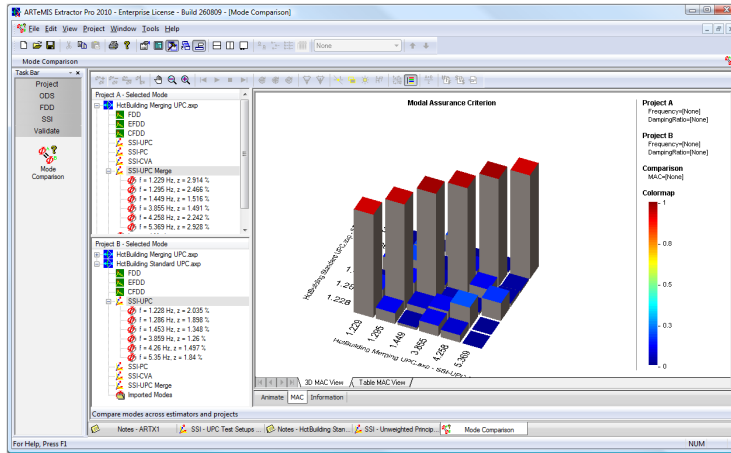 ARTeMIS Extractor Pro 2010 - Enterprise License - Build 260809 - [Mode Comparison]
File Edit View Project Window Tools Help
None
Mode Comparison
Task Bar
Project
ODS
FDD
SSI
Validate
Mode
Comparison
Project A - Selected Mode
HctBuilding Merging UPC.axp
FDD
EFDD
CFDD
SSI-UPC
SSI-PC
SSI-CVA
SSI-UPC Merge
f = 1.229 Hz, z = 2.914 %
f = 1.295 Hz, z = 2.466 %
f = 1.449 Hz, z = 1.516 %
f = 3.855 Hz, z = 1.491 %
f = 4.258 Hz, z = 2.242 %
f = 5.369 Hz, z = 2.928 %
Project B - Selected Mode
HctBuilding Merging UPC.axp
HctBuilding Standard UPC.axp
FDD
EFDD
CFDD
SSI-UPC
f = 1.228 Hz, z = 2.035 %
f = 1.286 Hz, z = 1.898 %
f = 1.453 Hz, z = 1.348 %
f = 3.859 Hz, z = 1.26 %
f = 4.26 Hz, z = 1.497 %
f = 5.35 Hz, z = 1.84 %
SSI-PC
SSI-CVA
SSI-UPC Merge
Imported Modes
Modal Assurance Criterion
HctBuilding Standard UPC.axp
1.228
1.229
1.295
1.449
3.855
4.258
5.369
HctBuilding Merging UPC.axp - SSI-UPC
Project A
Frequency=[None]
DampingRatio=[None]
Project B
Frequency=[None]
DampingRatio=[None]
Comparison
MAC=[None]
Colormap
1
0.8
0.5
0.3
0
3D MAC View
Table MAC View
Animate MAC Information
Compare modes across estimators and projects
Notes - ARTX1
SSI - UPC Test Setups ...
Notes - HctBuilding Stan...
SSI - Unweighted Princip...
Mode Comparison
For Help, Press F1
NUM